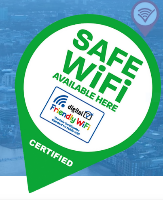 SAFE
WiFi
AVAILABLE HERE
digital
Friendly WiFi
CERTIFIED